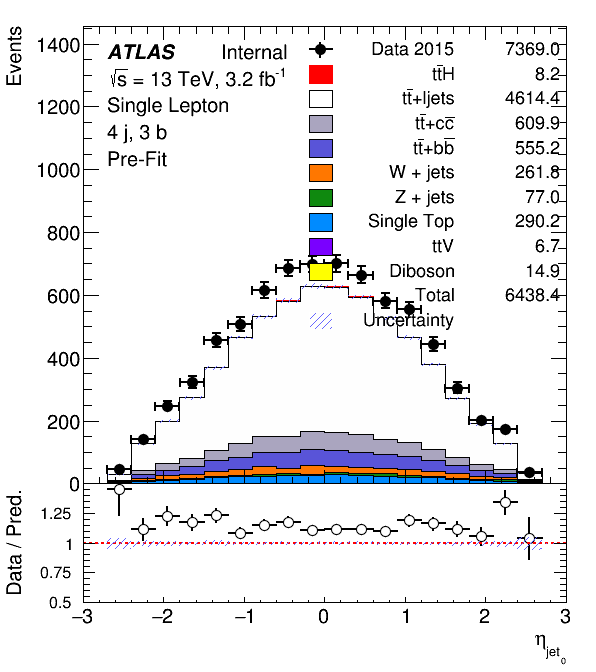 Events
1400
1200
1000
800
600
400
200
0
ATLAS Internal
√s = 13 TeV, 3.2 fb⁻¹
Single Lepton
4 j, 3 b
Pre-Fit
Data 2015 7369.0
tt̄H 8.2
tt̄+ljets 4614.4
tt̄+cc̄ 609.9
tt̄+bb̄ 555.2
W + jets 261.8
Z + jets 77.0
Single Top 290.2
ttV 6.7
Diboson 14.9
Total 6438.4
Uncertainty
Data / Pred.
1.25
1
0.75
0.5
−3 −2 −1 0 1 2 3
η_jet_0